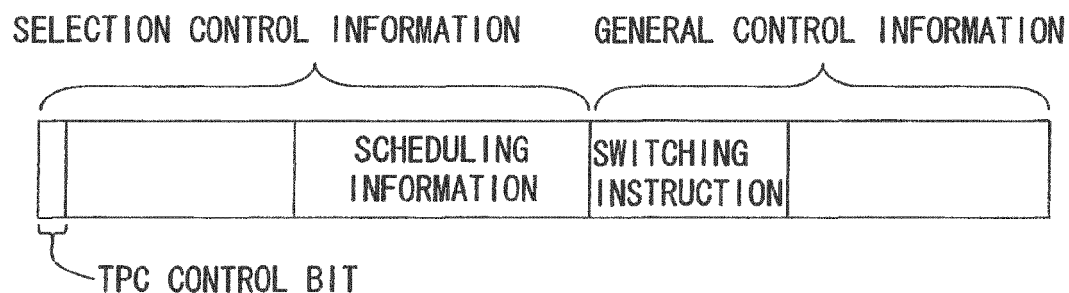 SELECTION CONTROL INFORMATION
GENERAL CONTROL INFORMATION
SCHEDULING
INFORMATION
SWITCHING
INSTRUCTION
TPC CONTROL BIT